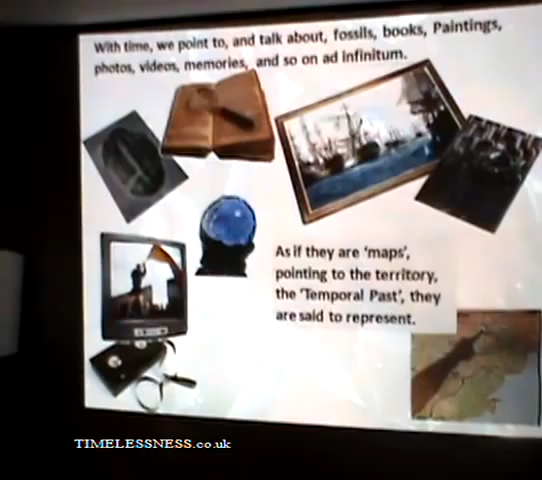 With time, we point to, and talk about, fossils, books, Paintings,
photos, videos, memories, and so on ad infinitum.
As if they are 'maps',
pointing to the territory,
the 'Temporal Past', they
are said to represent.
TIMELESSNESS.co.uk